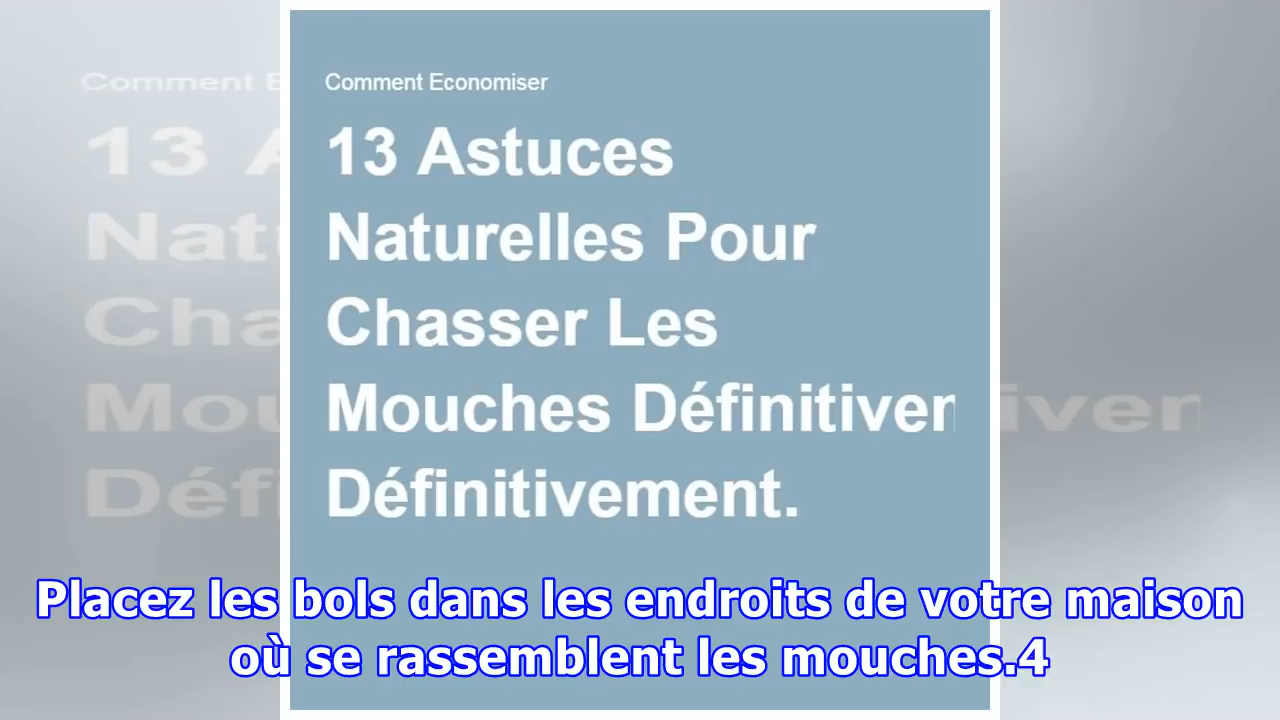 Comment Economiser
13 Astuces
Naturelles Pour
Chasser Les
Mouches Définitiver
Définitivement.
Placez les bols dans les endroits de votre maison
où se rassemblent les mouches.4